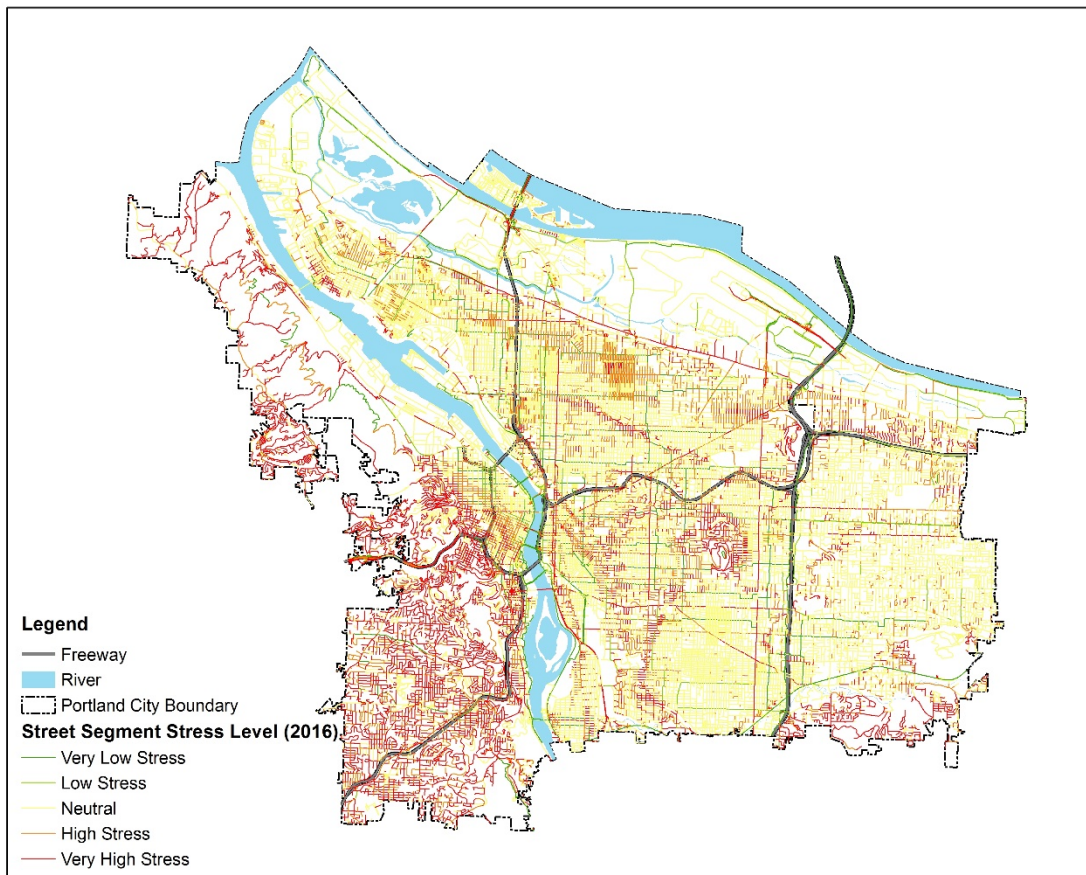 Legend
Freeway
River
Portland City Boundary
Street Segment Stress Level (2016)
Very Low Stress
Low Stress
Neutral
High Stress
Very High Stress